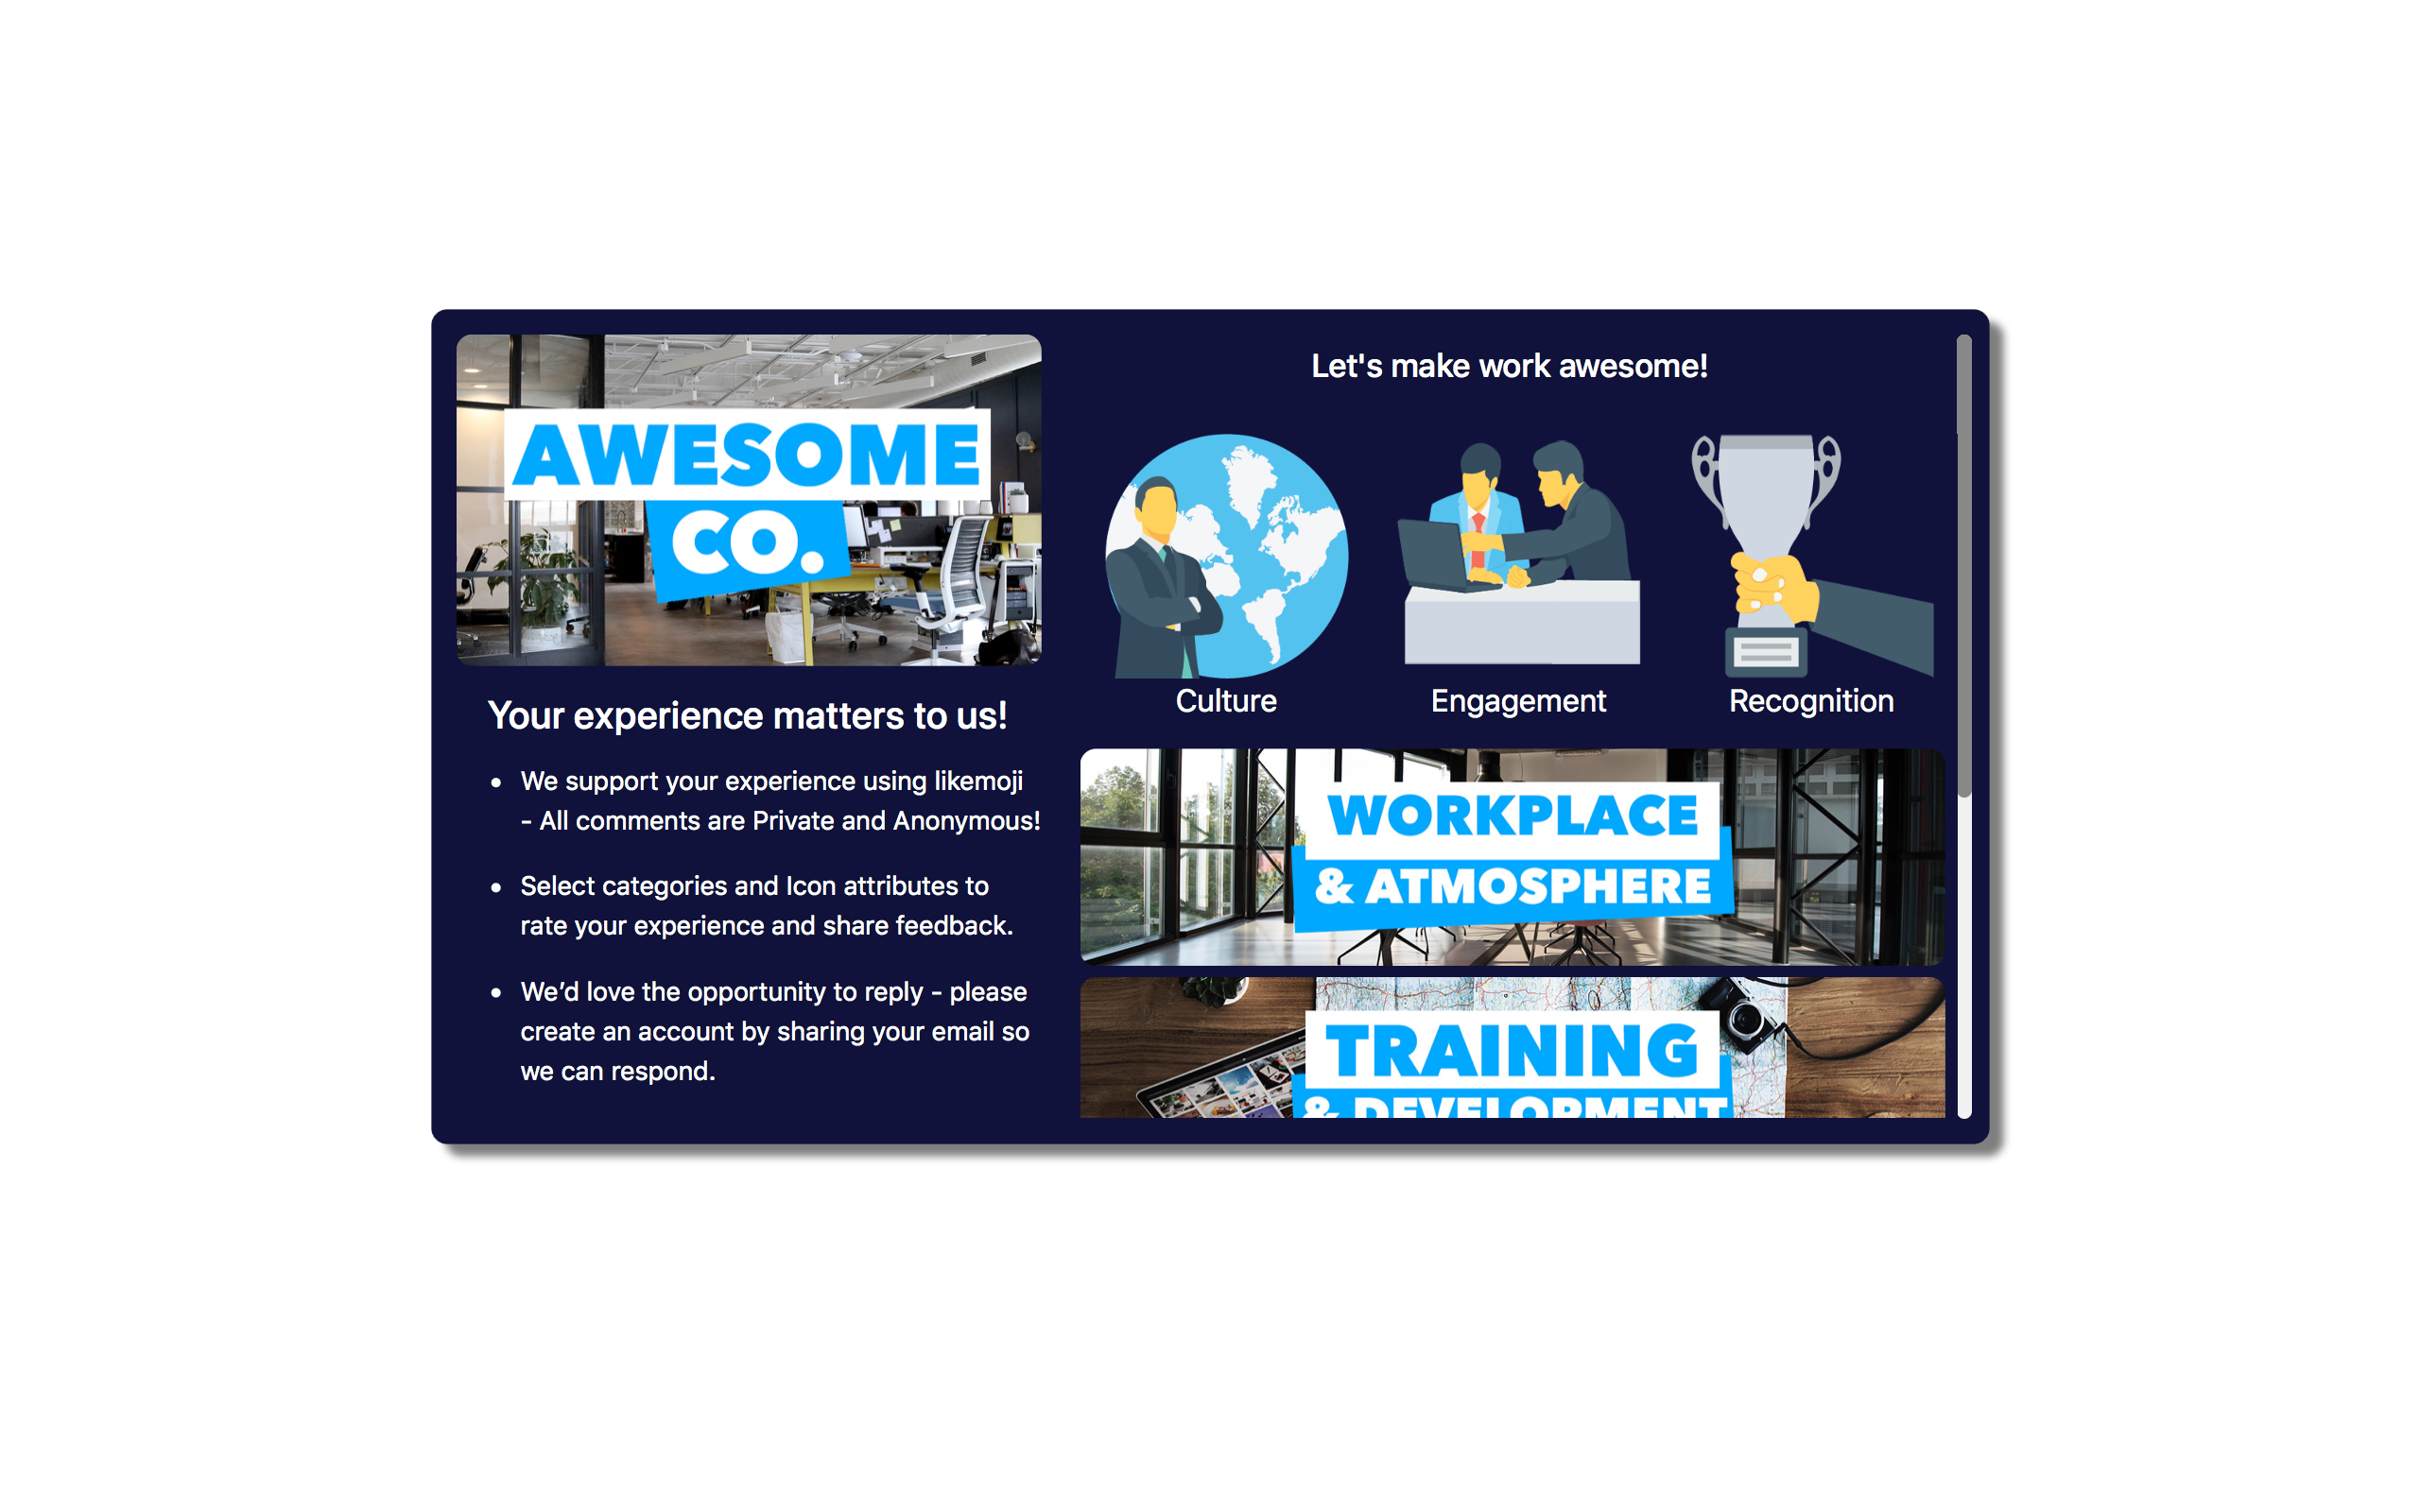 AWESOME
CO.
Your experience matters to us!
• We support your experience using likemoji
- All comments are Private and Anonymous!
• Select categories and Icon attributes to
rate your experience and share feedback.
• We’d love the opportunity to reply - please
create an account by sharing your email so
we can respond.
Let's make work awesome!
Culture
Engagement
Recognition
WORKPLACE
& ATMOSPHERE
TRAINING
& DEVELOPMENT